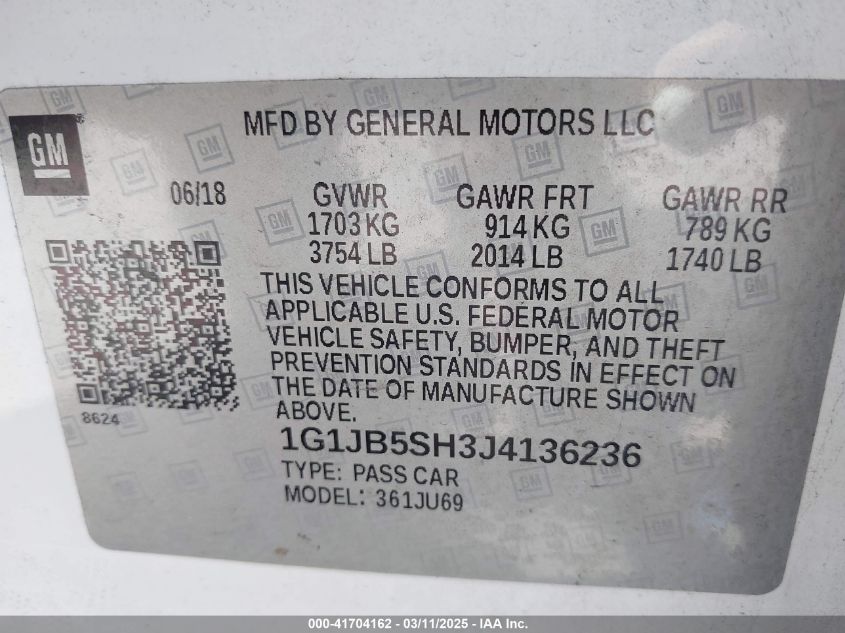 GM
MFD BY GENERAL MOTORS LLC
06/18
GVWR GAWR FRT GAWR RR
1703 KG 914 KG 789 KG
3754 LB 2014 LB 1740 LB
THIS VEHICLE CONFORMS TO ALL
APPLICABLE U.S. FEDERAL MOTOR
VEHICLE SAFETY, BUMPER, AND THEFT
PREVENTION STANDARDS IN EFFECT ON
THE DATE OF MANUFACTURE SHOWN
ABOVE.
8624
1G1JB5SH3J4136236
TYPE: PASS CAR
MODEL: 361JU69
000-41704162 - 03/11/2025 - IAA Inc.